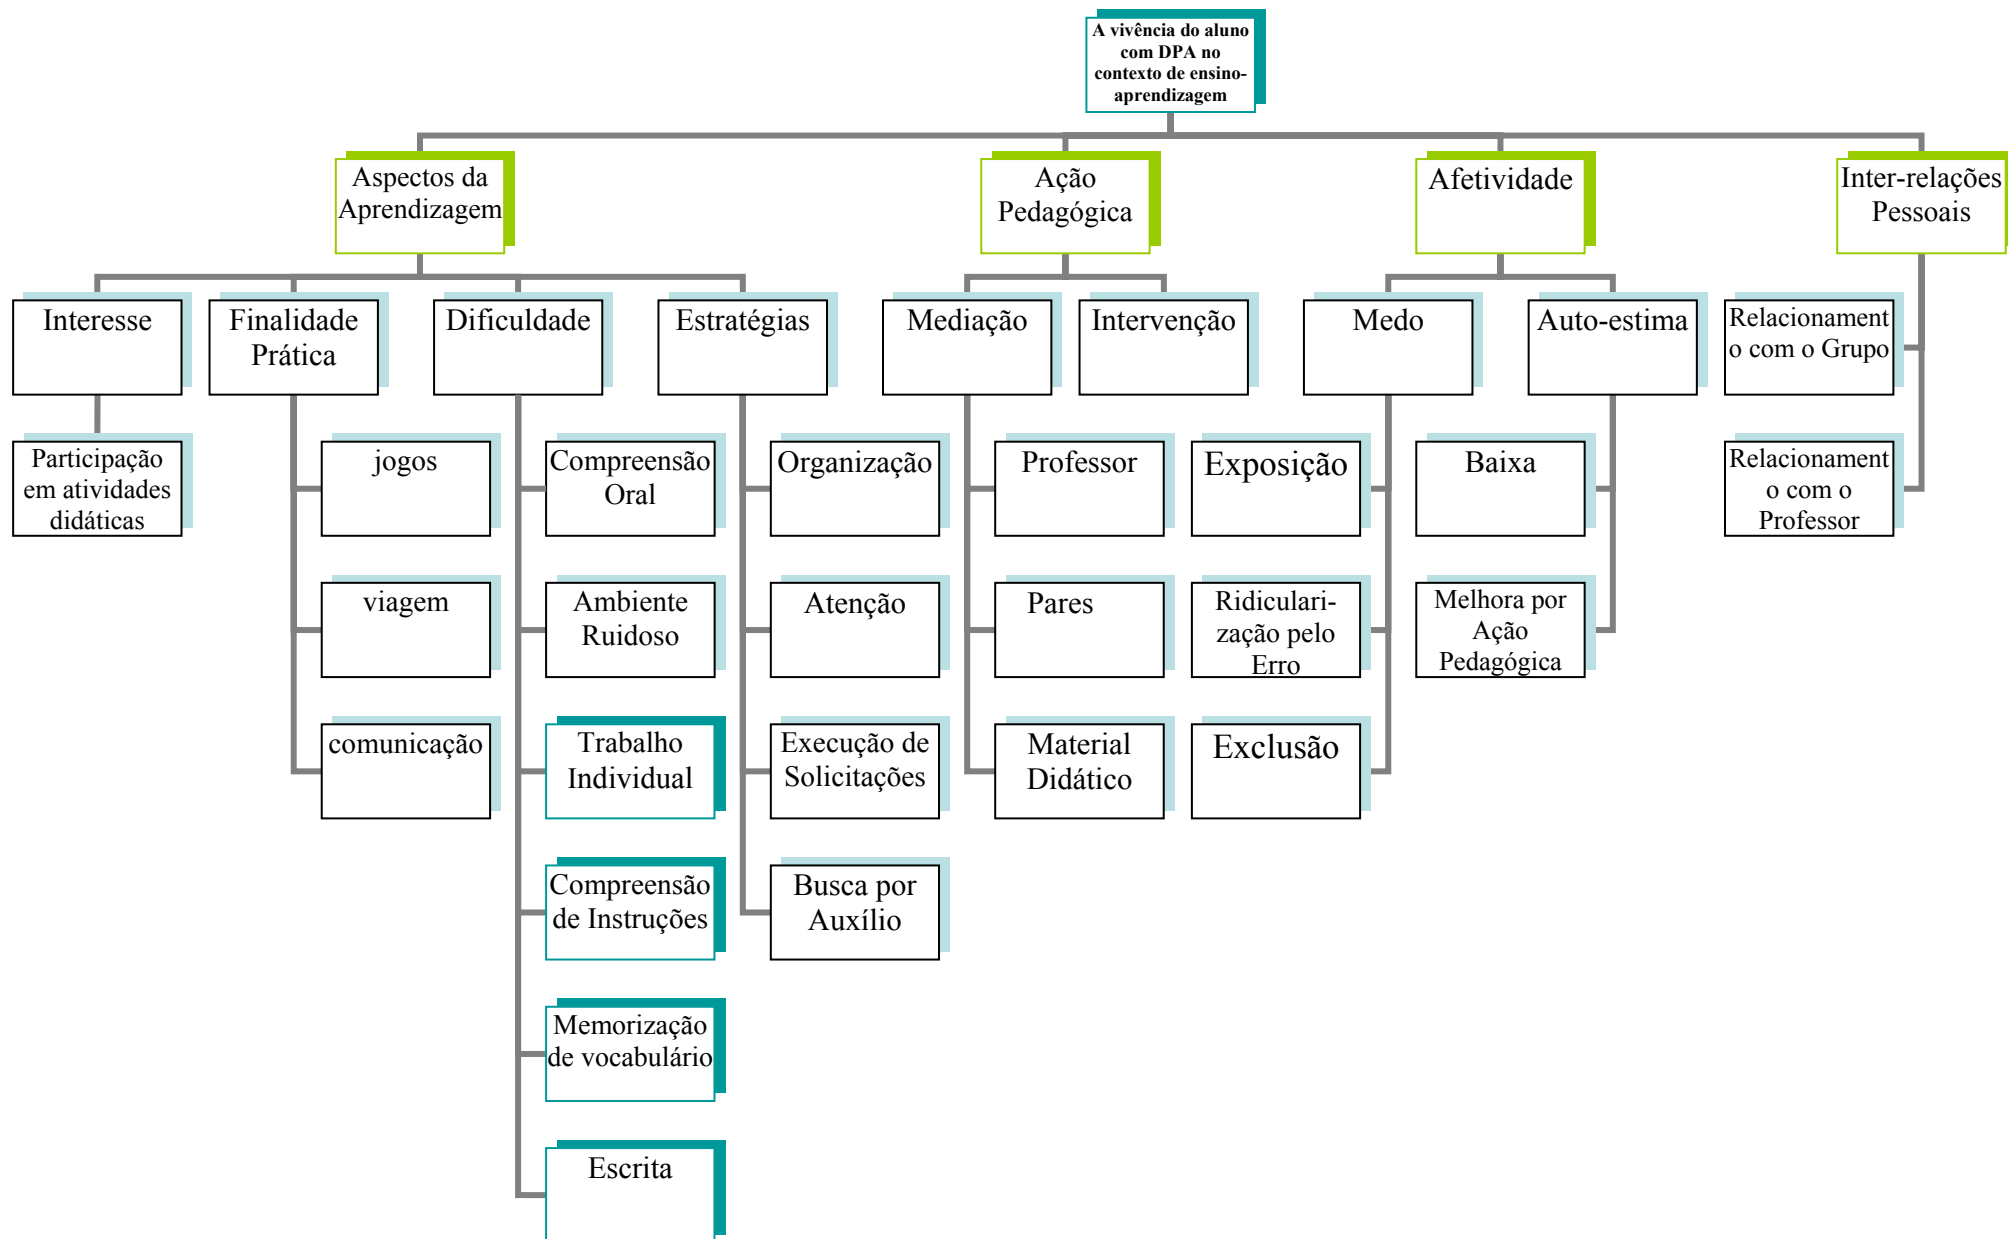 A vivência do aluno
com DPA no
contexto de ensino-
aprendizagem
Aspectos da
Aprendizagem
Ação
Pedagógica
Afetividade
Inter-relações
Pessoais
Interesse
Finalidade
Prática
Dificuldade
Estratégias
Mediação
Intervenção
Medo
Auto-estima
Relacionament
o com o Grupo
Participação
em atividades
didáticas
jogos
Compreensão
Oral
Organização
Professor
Exposição
Baixa
Relacionament
o com o
Professor
viagem
Ambiente
Ruidoso
Atenção
Pares
Ridiculari-
zação pelo
Erro
Melhora por
Ação
Pedagógica
comunicação
Trabalho
Individual
Execução de
Solicitações
Material
Didático
Exclusão
Compreensão
de Instruções
Busca por
Auxílio
Memorização
de vocabulário
Escrita